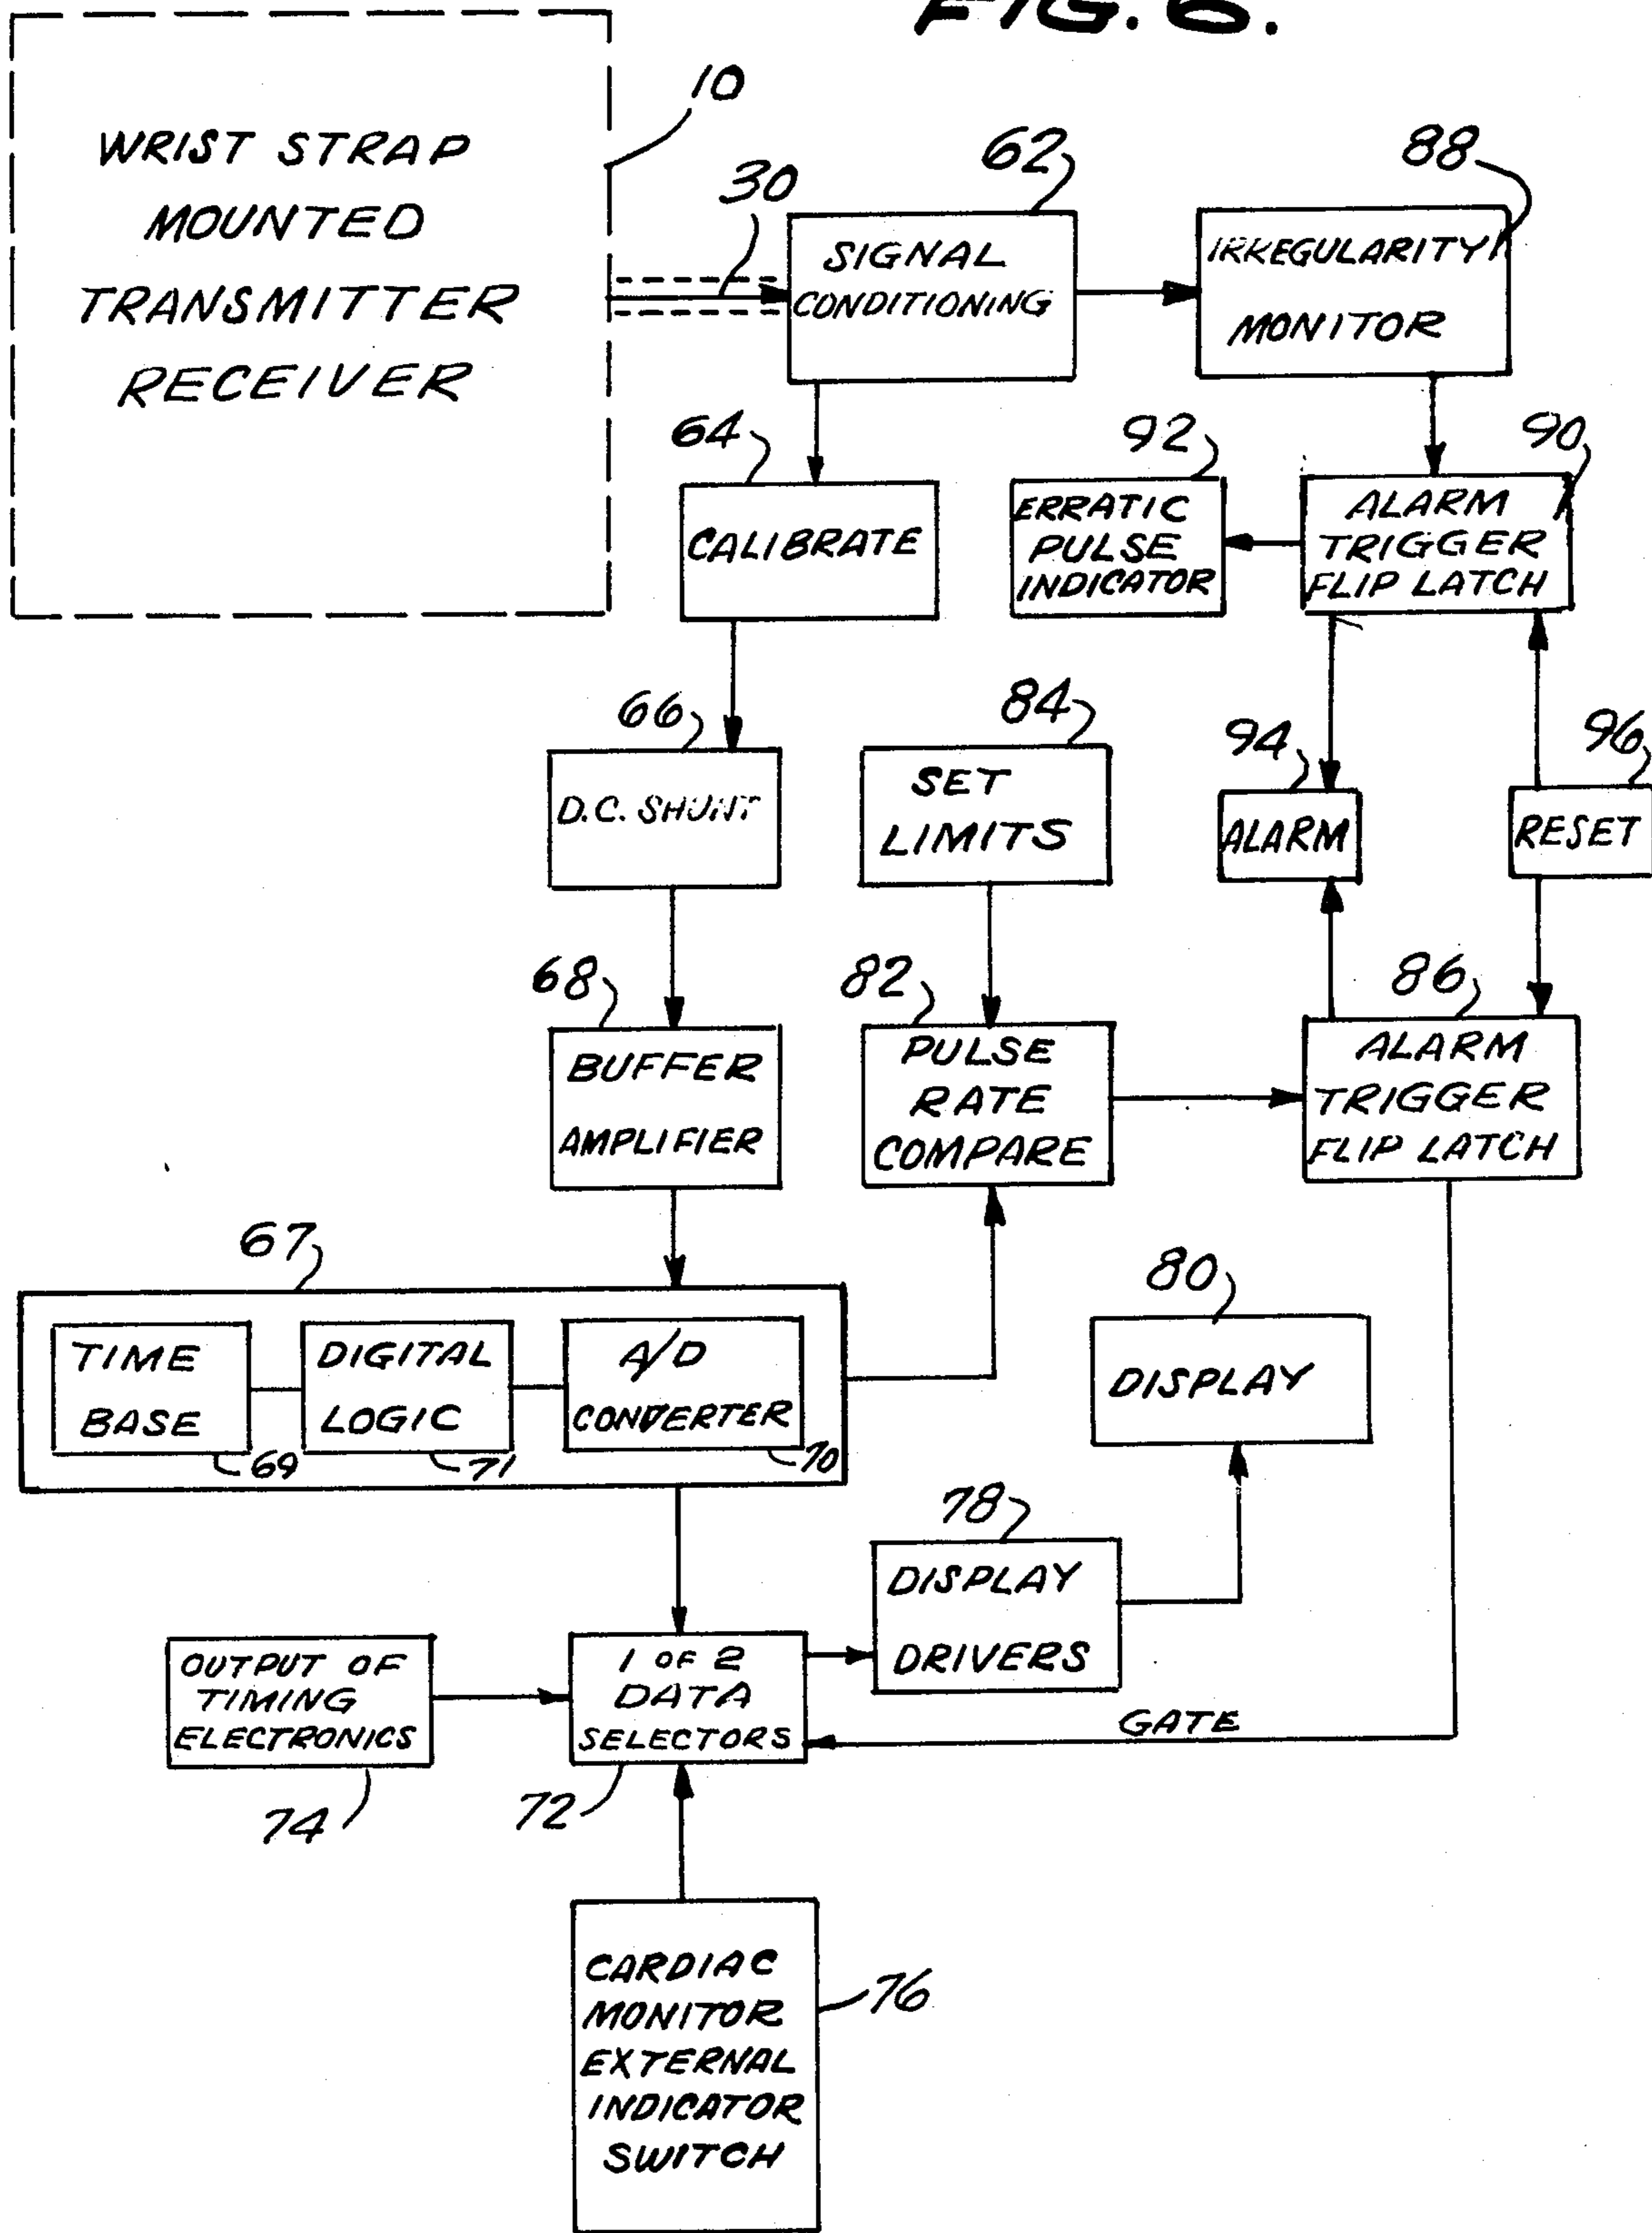 FIG. 6.
10
WRIST STRAP
MOUNTED
TRANSMITTER
RECEIVER
30
62
SIGNAL
CONDITIONING
88
IRREGULARITY
MONITOR
64
CALIBRATE
92
ERRATIC
PULSE
INDICATOR
90
ALARM
TRIGGER
FLIP LATCH
66
D.C. SHUNT
84
SET
LIMITS
94
ALARM
96
RESET
68
BUFFER
AMPLIFIER
82
PULSE
RATE
COMPARE
86
ALARM
TRIGGER
FLIP LATCH
67
TIME
BASE
69
DIGITAL
LOGIC
71
A/D
CONVERTER
70
80
DISPLAY
78
DISPLAY
DRIVERS
OUTPUT OF
TIMING
ELECTRONICS
74
1 OF 2
DATA
SELECTORS
72
GATE
CARDIAC
MONITOR
EXTERNAL
INDICATOR
SWITCH
76